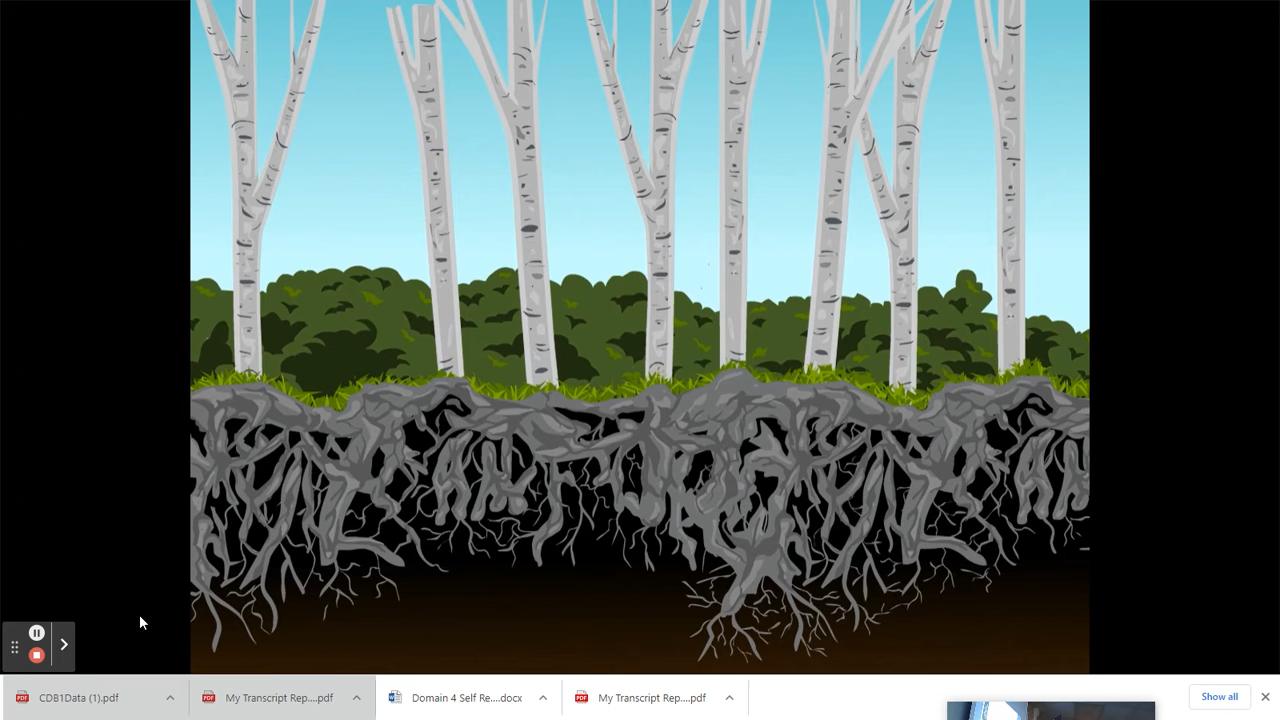 CDB1Data (1).pdf
My Transcript Rep....pdf
Domain 4 Self Re....docx
My Transcript Rep....pdf
Show all